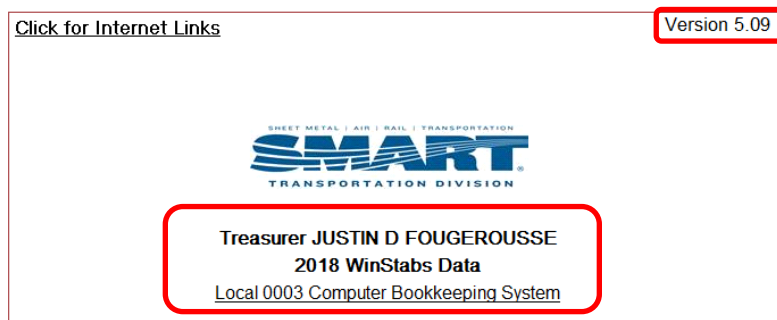 Click for Internet Links
Version 5.09
SHEET METAL | AIR | RAIL | TRANSPORTATION
SMART
TRANSPORTATION DIVISION
Treasurer JUSTIN D FOUGEROUSSE
2018 WinStabs Data
Local 0003 Computer Bookkeeping System